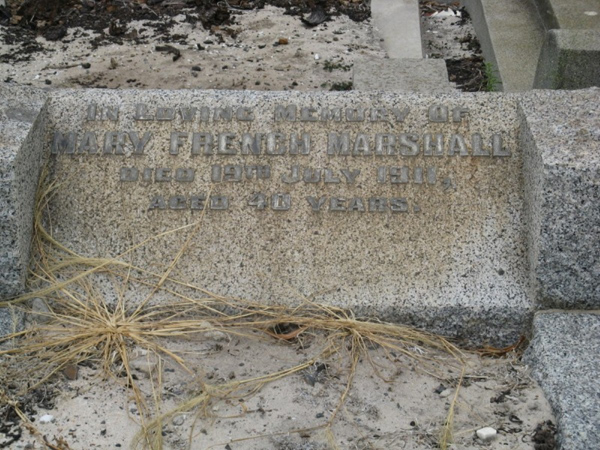 IN LOVING MEMORY OF
MARY FRENCH MARSHALL
DIED 19TH JULY 1911,
AGED 40 YEARS.